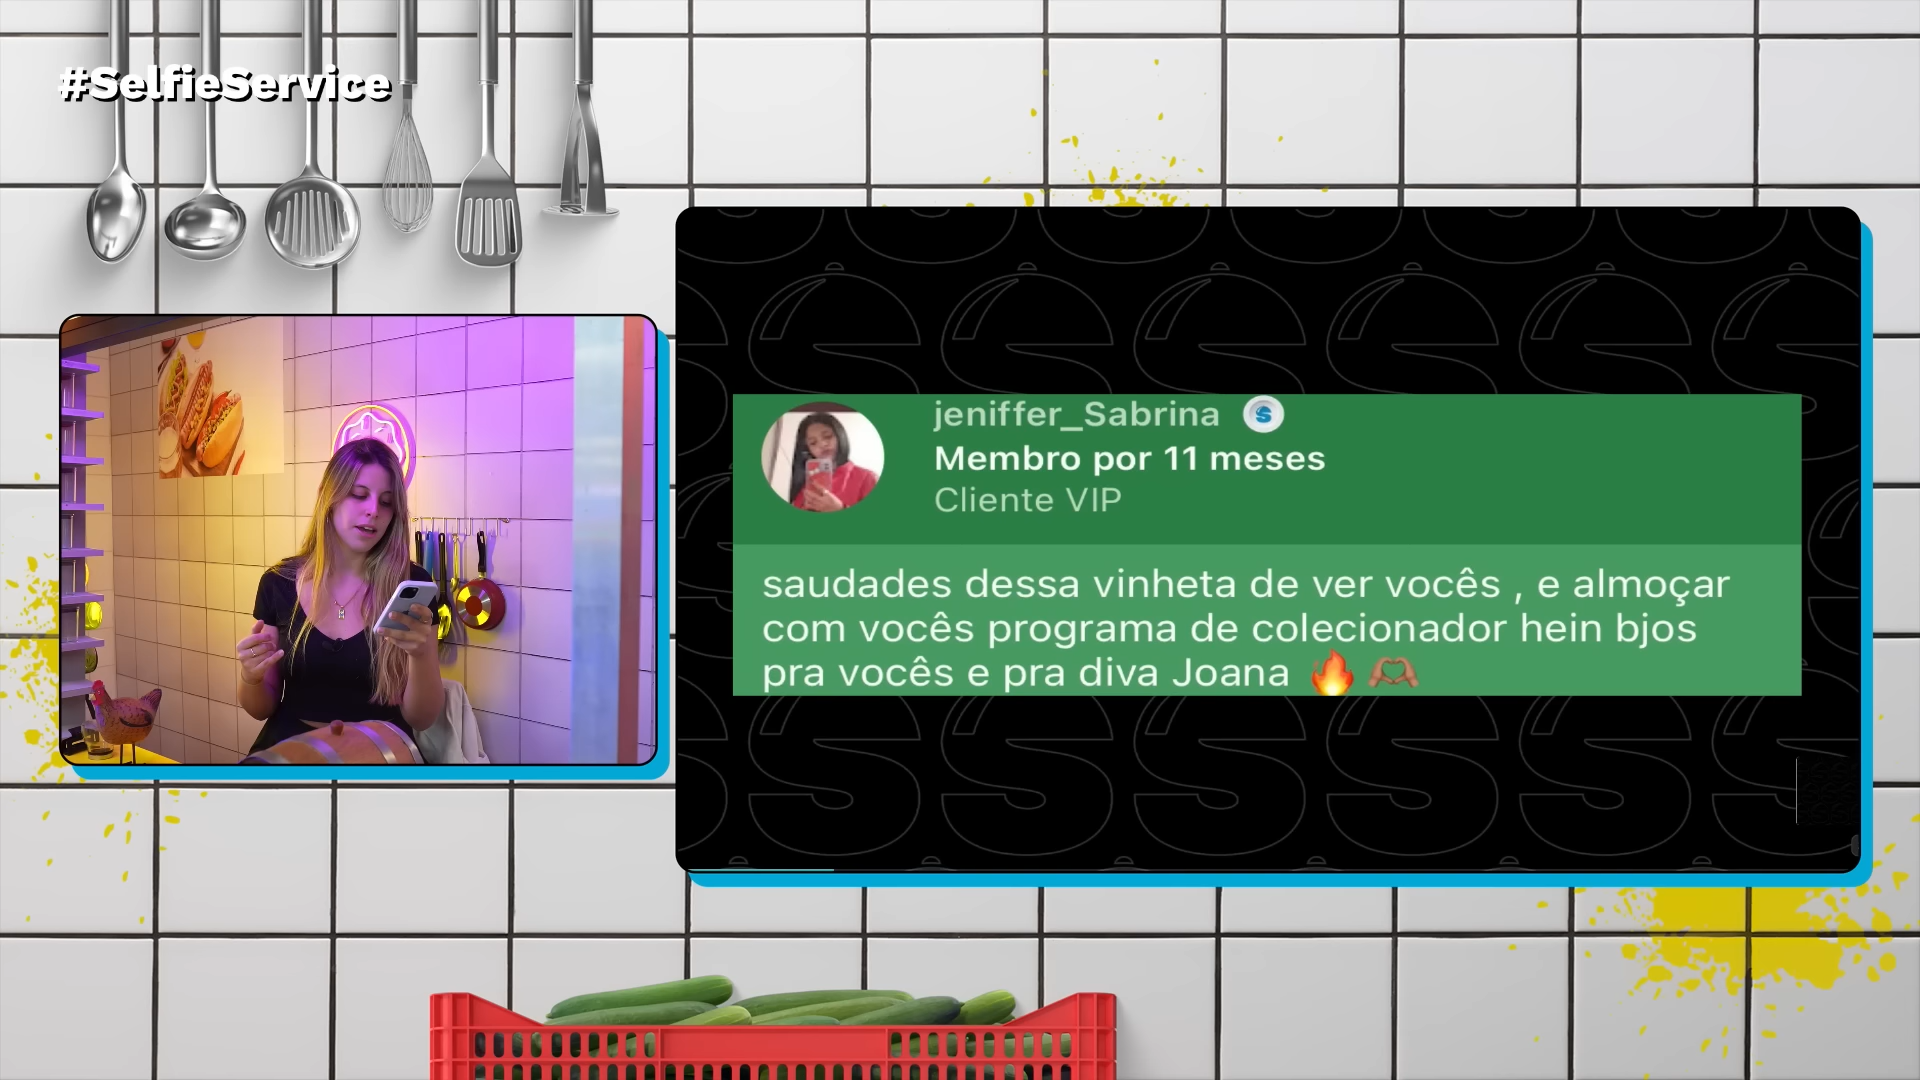 #SelfieService
jeniffer_Sabrina
Membro por 11 meses
Cliente VIP
saudades dessa vinheta de ver vocês , e almoçar
com vocês programa de colecionador hein bjos
pra vocês e pra diva Joana 🔥 🫶🏽